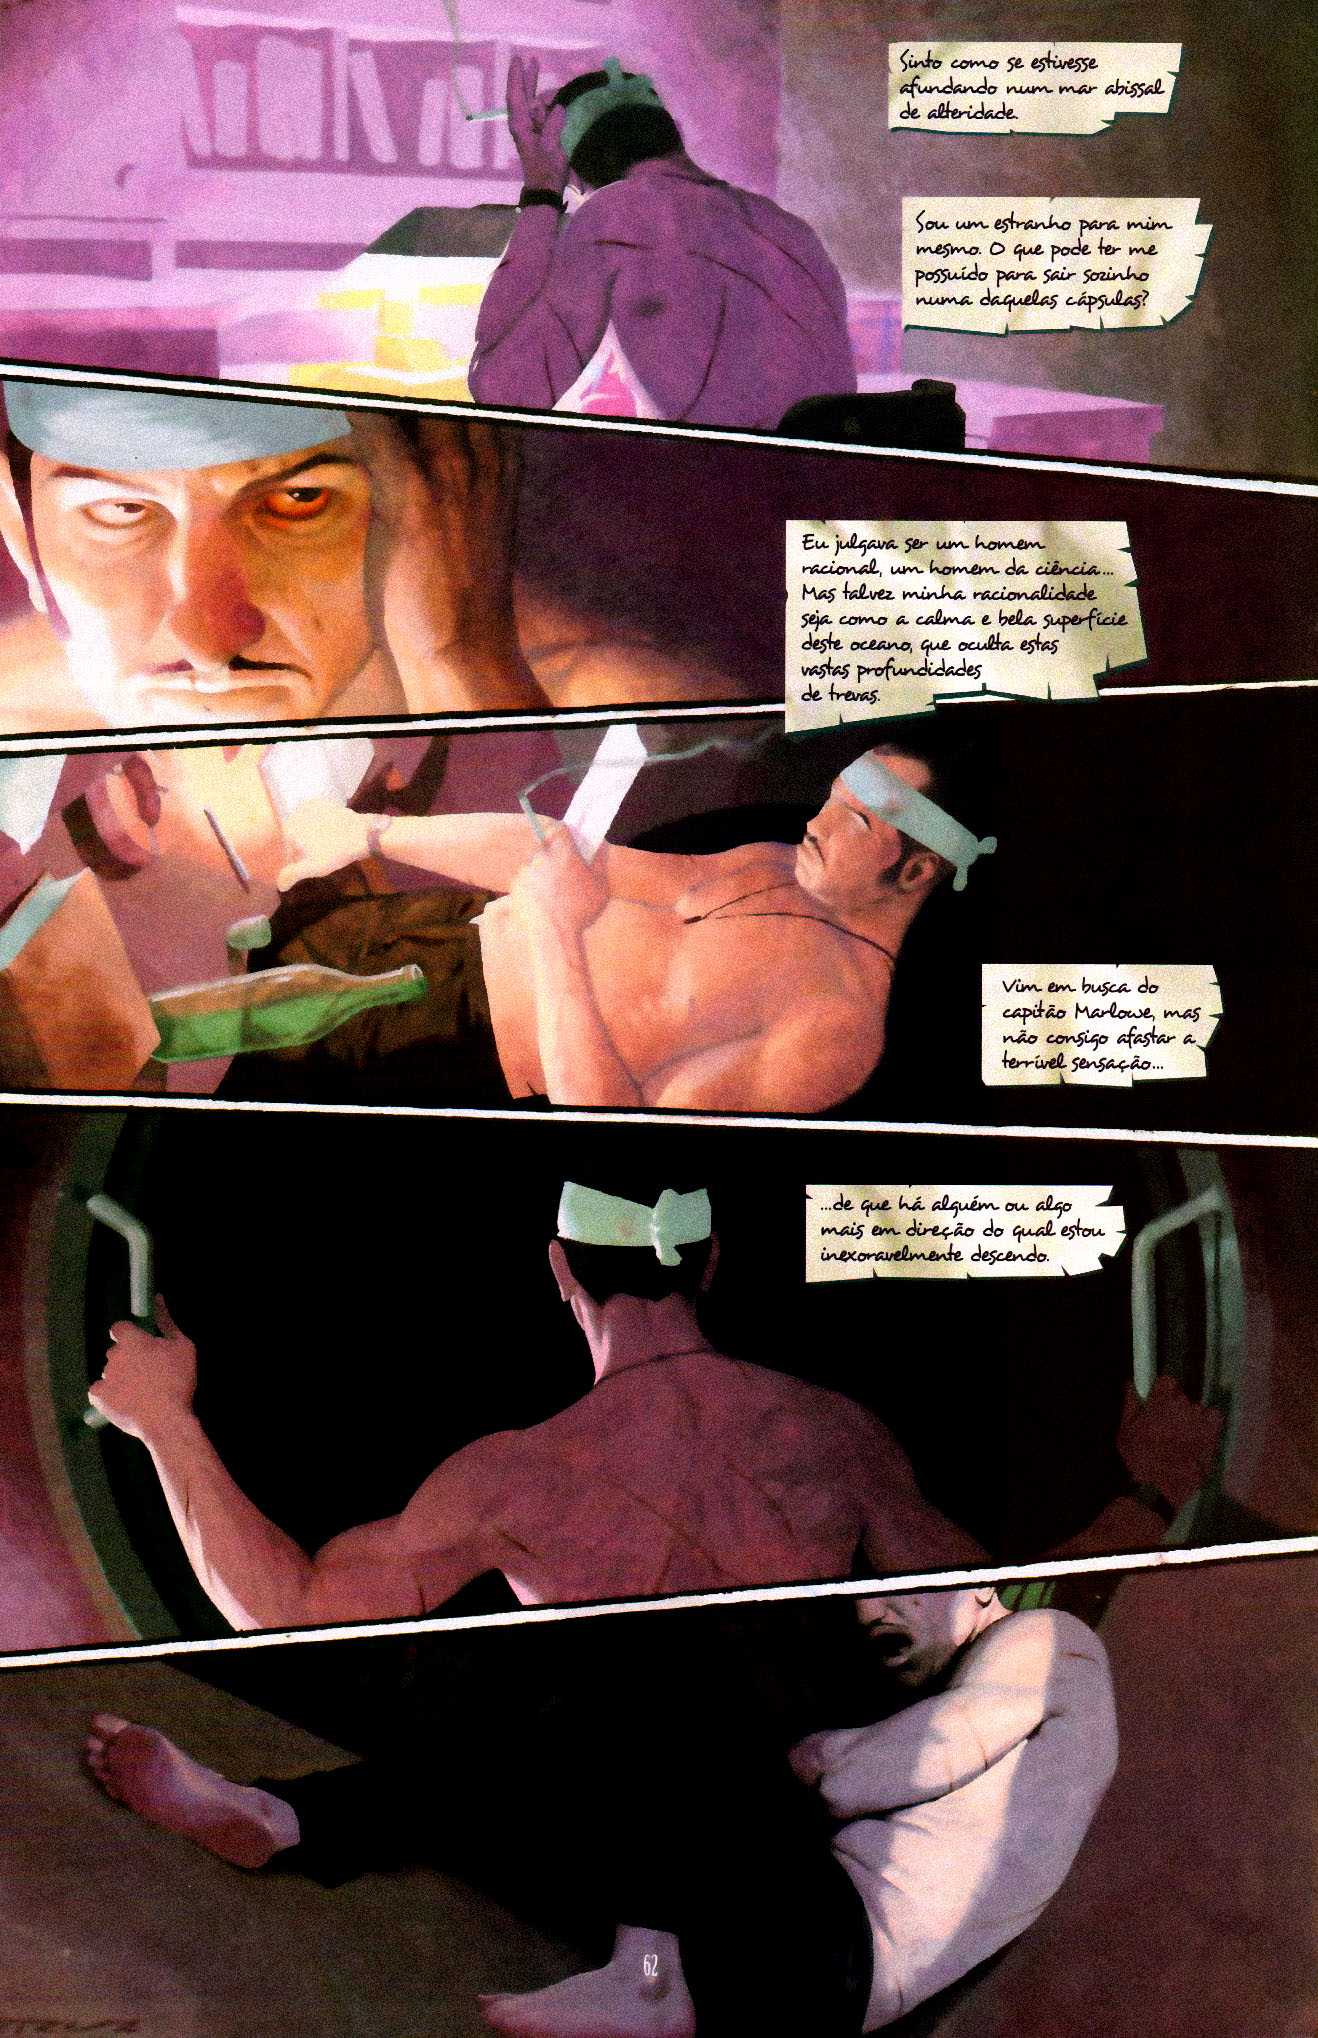 Sinto como se estivesse
afundando num mar abissal
de alteridade.
Sou um estranho para mim
mesmo. O que pode ter me
possuído para sair sozinho
numa daquelas cápsulas?
Eu julgava ser um homem
racional, um homem da ciência...
Mas talvez minha racionalidade
seja como a calma e bela superfície
deste oceano, que oculta estas
vastas profundidades
de trevas.
Vim em busca do
capitão Marlowe, mas
não consigo afastar a
terrível sensação...
...de que há alguém ou algo
mais em direção do qual estou
inexoravelmente descendo.
62